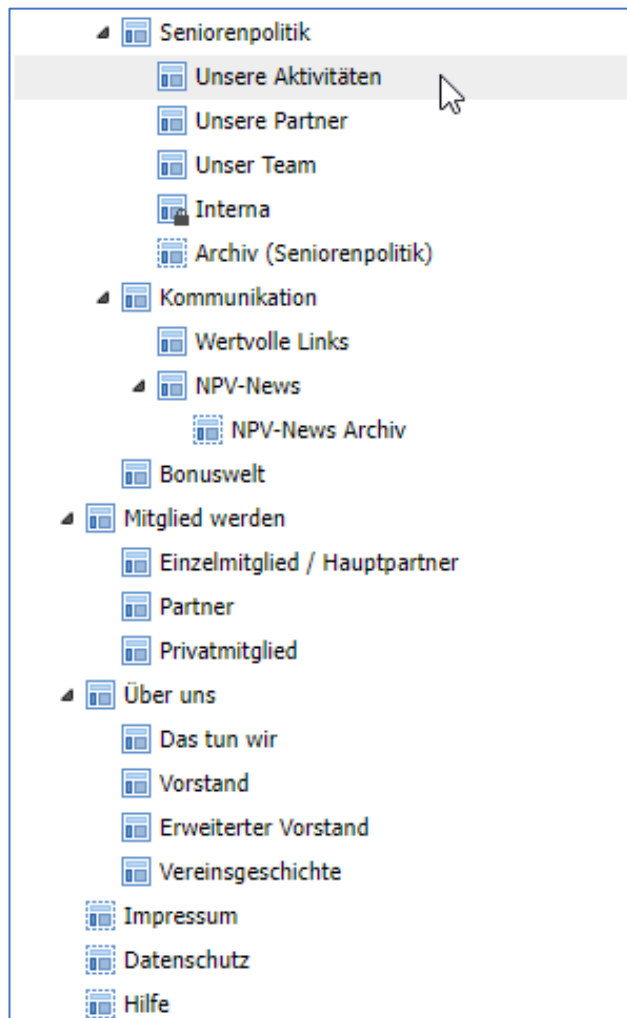 Seniorenpolitik
Unsere Aktivitäten
Unsere Partner
Unser Team
Interna
Archiv (Seniorenpolitik)
Kommunikation
Wertvolle Links
NPV-News
NPV-News Archiv
Bonuswelt
Mitglied werden
Einzelmitglied / Hauptpartner
Partner
Privatmitglied
Über uns
Das tun wir
Vorstand
Erweiterter Vorstand
Vereinsgeschichte
Impressum
Datenschutz
Hilfe